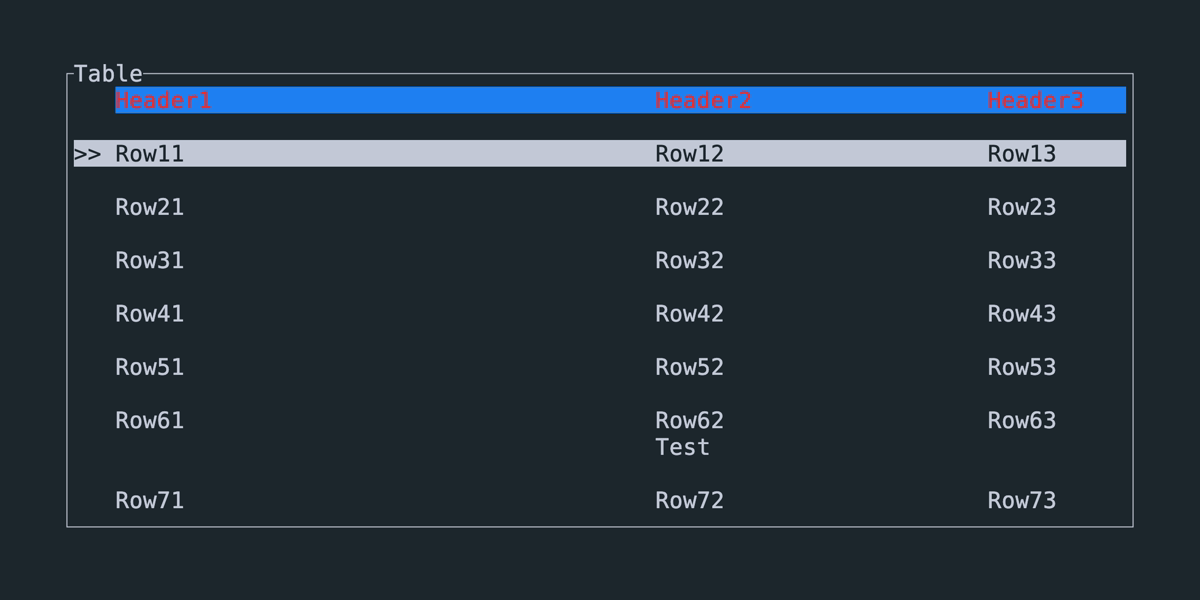 Table
Header1 Header2 Header3
>> Row11 Row12 Row13
Row21 Row22 Row23
Row31 Row32 Row33
Row41 Row42 Row43
Row51 Row52 Row53
Row61 Row62 Row63
Test
Row71 Row72 Row73